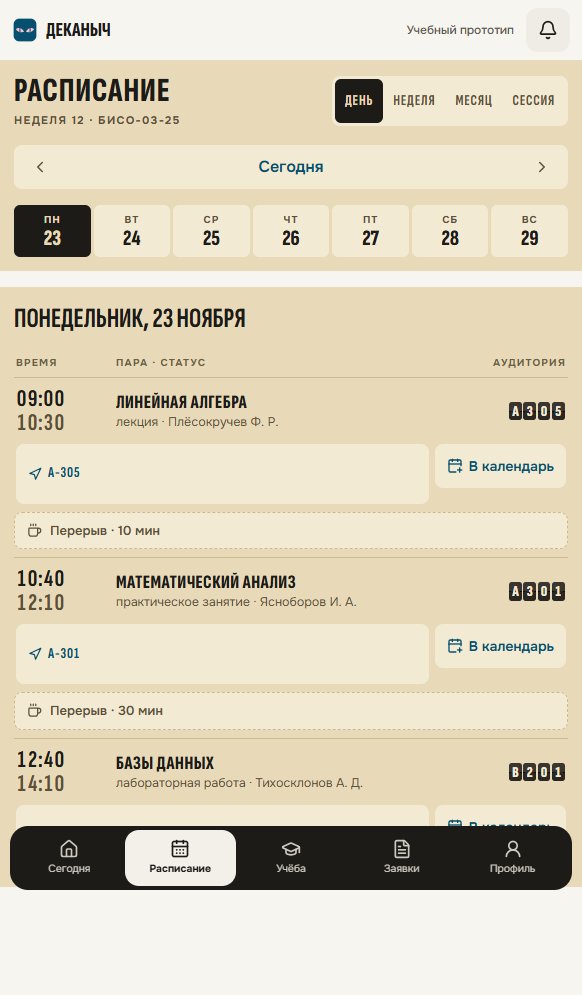 ДЕКАНЫЧ
Учебный прототип
РАСПИСАНИЕ
НЕДЕЛЯ 12 · БИСО-03-25
ДЕНЬ НЕДЕЛЯ МЕСЯЦ СЕССИЯ
Сегодня
ПН ВТ СР ЧТ ПТ СБ ВС
23 24 25 26 27 28 29
ПОНЕДЕЛЬНИК, 23 НОЯБРЯ
ВРЕМЯ ПАРА · СТАТУС АУДИТОРИЯ
09:00
10:30
ЛИНЕЙНАЯ АЛГЕБРА
лекция · Плёсокручев Ф. Р.
А305
А-305
В календарь
Перерыв · 10 мин
10:40
12:10
МАТЕМАТИЧЕСКИЙ АНАЛИЗ
практическое занятие · Ясноборов И. А.
А301
А-301
В календарь
Перерыв · 30 мин
12:40
14:10
БАЗЫ ДАННЫХ
лабораторная работа · Тихосклонов А. Д.
В201
В календарь
Сегодня Расписание Учёба Заявки Профиль